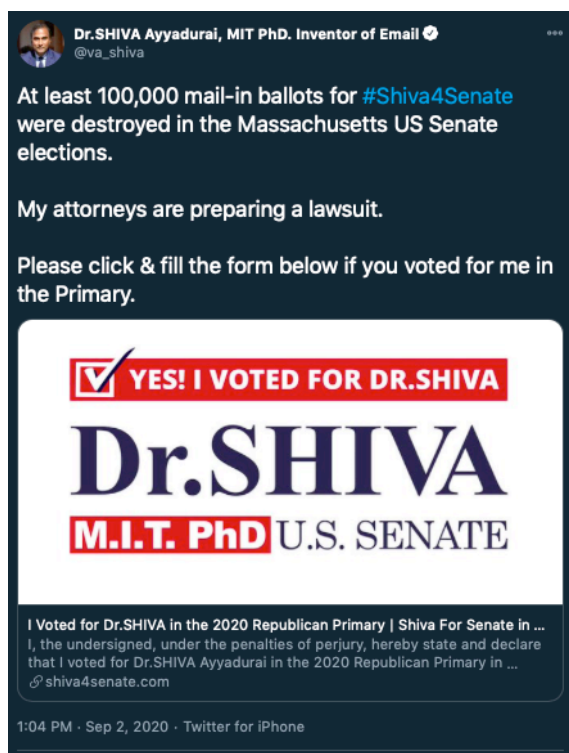 Dr.SHIVA Ayyadurai, MIT PhD. Inventor of Email
@va_shiva
At least 100,000 mail-in ballots for #Shiva4Senate
were destroyed in the Massachusetts US Senate
elections.
My attorneys are preparing a lawsuit.
Please click & fill the form below if you voted for me in
the Primary.
YES! I VOTED FOR DR.SHIVA
Dr.SHIVA
M.I.T. PhD U.S. SENATE
I Voted for Dr.SHIVA in the 2020 Republican Primary | Shiva For Senate in ...
I, the undersigned, under the penalties of perjury, hereby state and declare
that I voted for Dr.SHIVA Ayyadurai in the 2020 Republican Primary in ...
shiva4senate.com
1:04 PM · Sep 2, 2020 · Twitter for iPhone